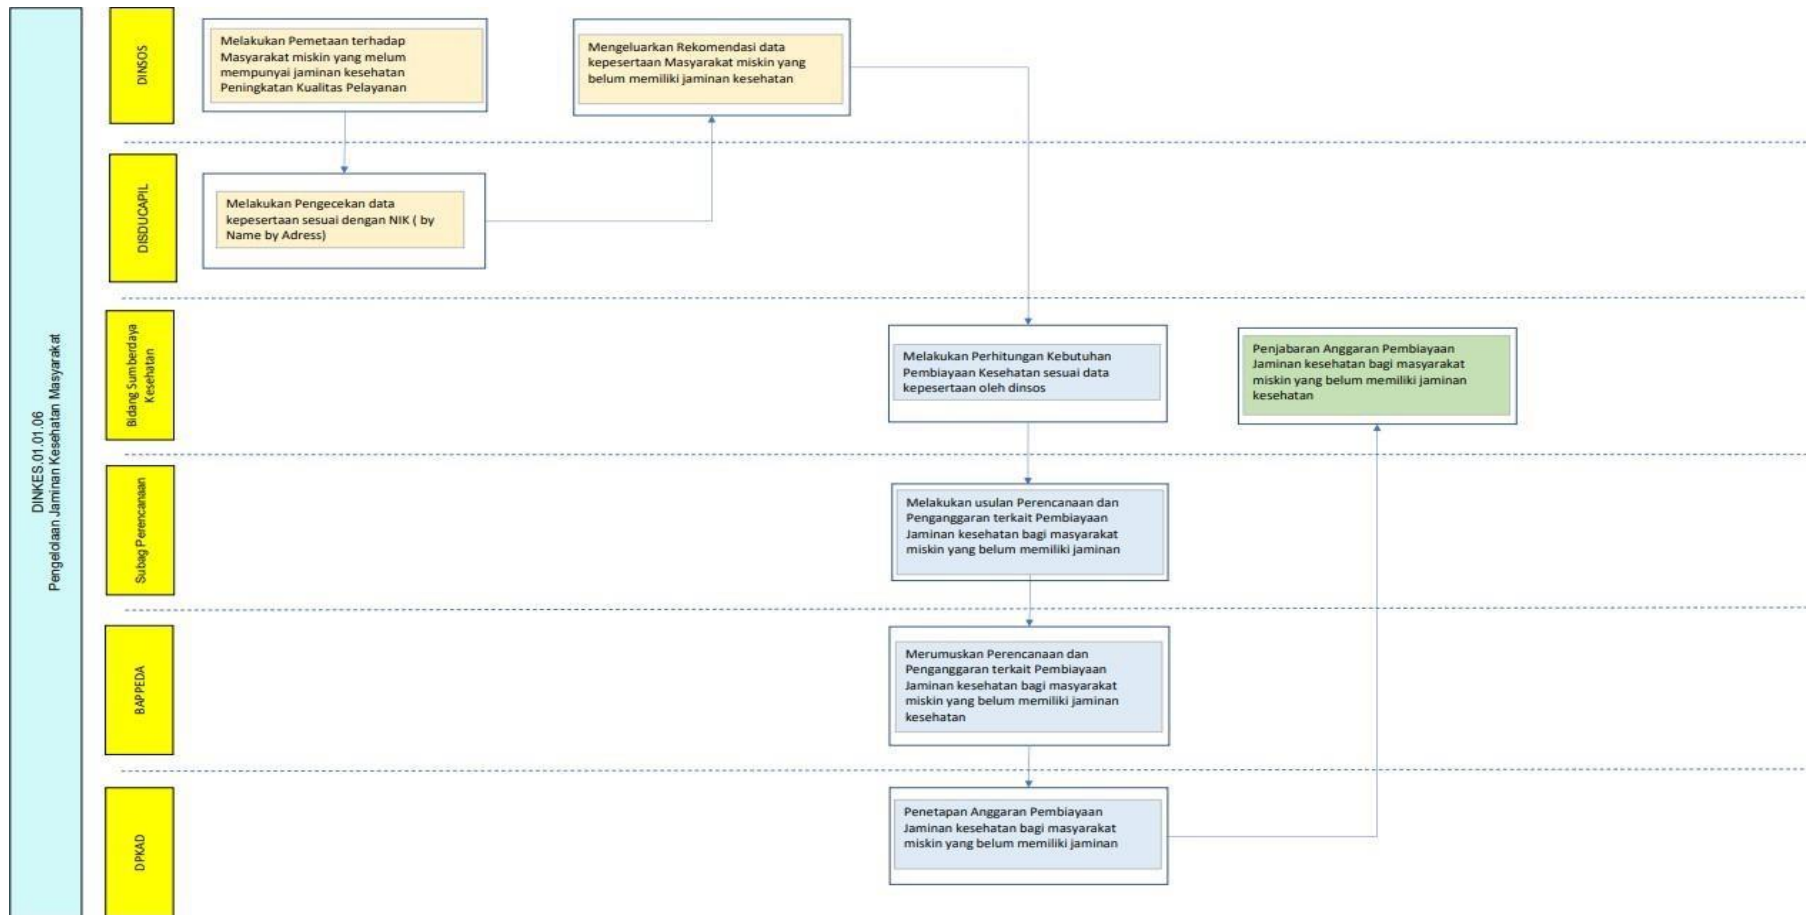 DINKES.01.01.06
Pengelolaan Jaminan Kesehatan Masyarakat
DINSOS
Melakukan Pemetaan terhadap
Masyarakat miskin yang melum
mempunyai jaminan kesehatan
Peningkatan Kualitas Pelayanan
Mengeluarkan Rekomendasi data
kepesertaan Masyarakat miskin yang
belum memiliki jaminan kesehatan
DISDUCAPIL
Melakukan Pengecekan data
kepesertaan sesuai dengan NIK ( by
Name by Adress)
Bidang Sumberdaya
Kesehatan
Melakukan Perhitungan Kebutuhan
Pembiayaan Kesehatan sesuai data
kepesertaan oleh dinsos
Penjabaran Anggaran Pembiayaan
Jaminan kesehatan bagi masyarakat
miskin yang belum memiliki jaminan
kesehatan
Subag Perencanaan
Melakukan usulan Perencanaan dan
Penganggaran terkait Pembiayaan
Jaminan kesehatan bagi masyarakat
miskin yang belum memiliki jaminan
BAPPEDA
Merumuskan Perencanaan dan
Penganggaran terkait Pembiayaan
Jaminan kesehatan bagi masyarakat
miskin yang belum memiliki jaminan
kesehatan
DPKAD
Penetapan Anggaran Pembiayaan
Jaminan kesehatan bagi masyarakat
miskin yang belum memiliki jaminan